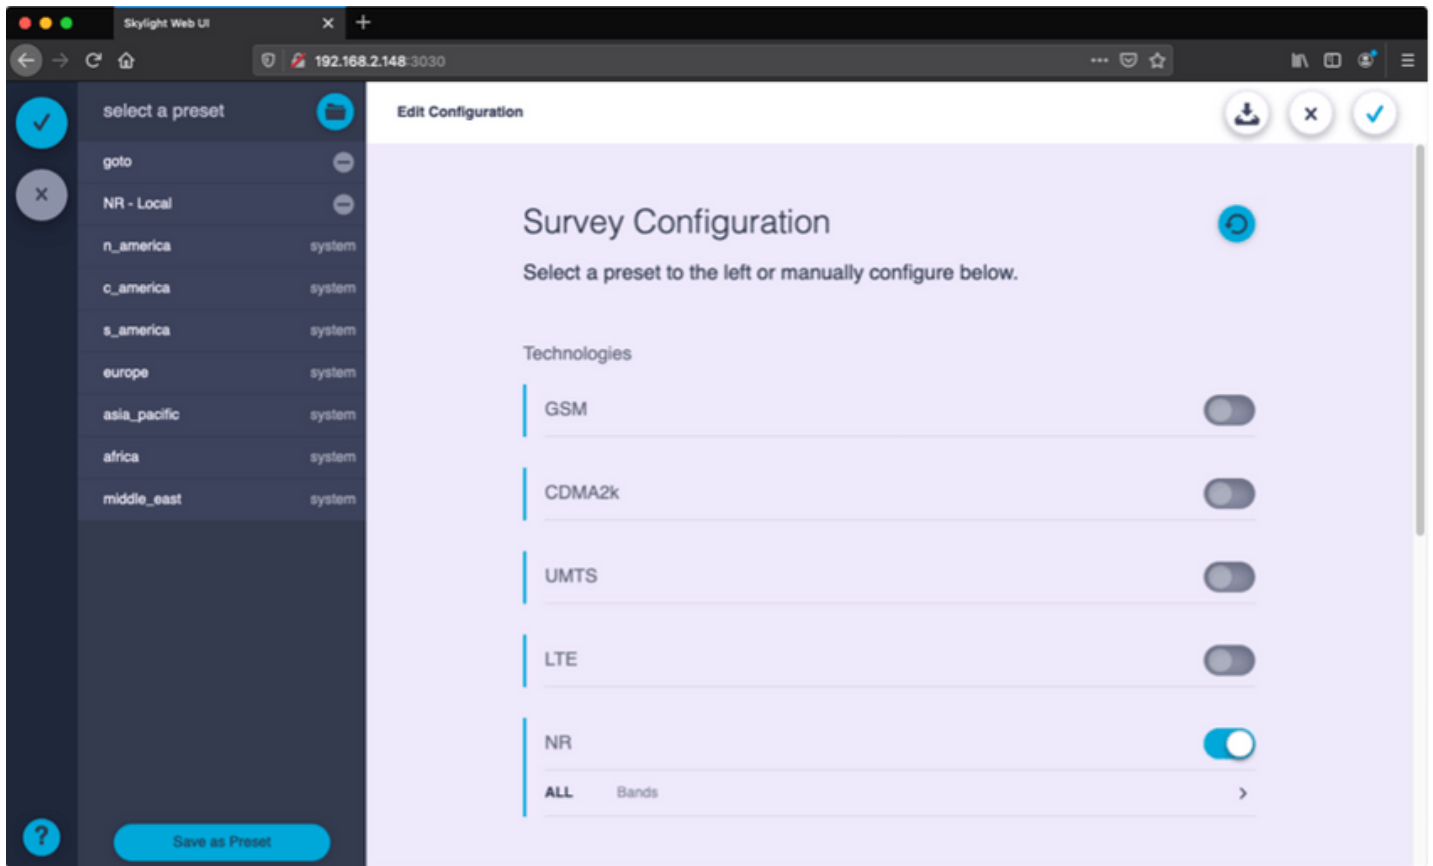 Skylight Web UI
192.168.2.148:3030
select a preset
goto
NR - Local
n_america system
c_america system
s_america system
europe system
asia_pacific system
africa system
middle_east system
Save as Preset
Edit Configuration
Survey Configuration
Select a preset to the left or manually configure below.
Technologies
GSM
CDMA2k
UMTS
LTE
NR
ALL Bands